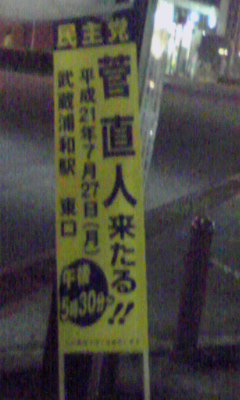 民主党
菅直人来たる!!
平成21年7月27日(月)
武蔵浦和駅 東口
午後
5時30分